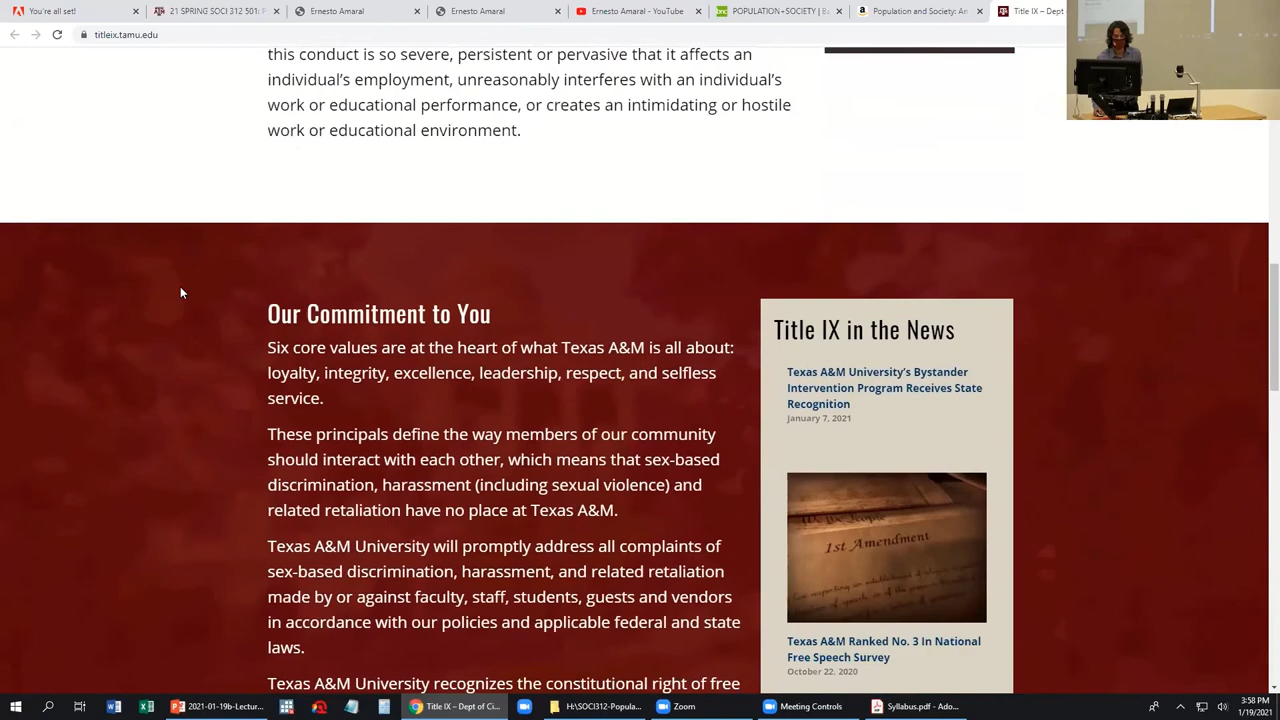 You're all set!
21 SPRING SOCI 312 501: P
Ernesto Amaral
Ernesto Amaral
Ernesto Amaral - YouTube
POPULATION+SOCIETY | Ba
Population and Society: An
Title IX – Dept
titleix.tamu.edu
this conduct is so severe, persistent or pervasive that it affects an
individual's employment, unreasonably interferes with an individual's
work or educational performance, or creates an intimidating or hostile
work or educational environment.
Our Commitment to You
Six core values are at the heart of what Texas A&M is all about:
loyalty, integrity, excellence, leadership, respect, and selfless
service.
These principals define the way members of our community
should interact with each other, which means that sex-based
discrimination, harassment (including sexual violence) and
related retaliation have no place at Texas A&M.
Texas A&M University will promptly address all complaints of
sex-based discrimination, harassment, and related retaliation
made by or against faculty, staff, students, guests and vendors
in accordance with our policies and applicable federal and state
laws.
Texas A&M University recognizes the constitutional right of free
Title IX in the News
Texas A&M University's Bystander
Intervention Program Receives State
Recognition
January 7, 2021
We the People
1st Amendment
Texas A&M Ranked No. 3 In National
Free Speech Survey
October 22, 2020
2021-01-19b-Lectur...
Title IX – Dept of Ci...
H:\SOCI312-Popula...
Zoom
Meeting Controls
Syllabus.pdf - Ado...
3:58 PM
1/19/2021